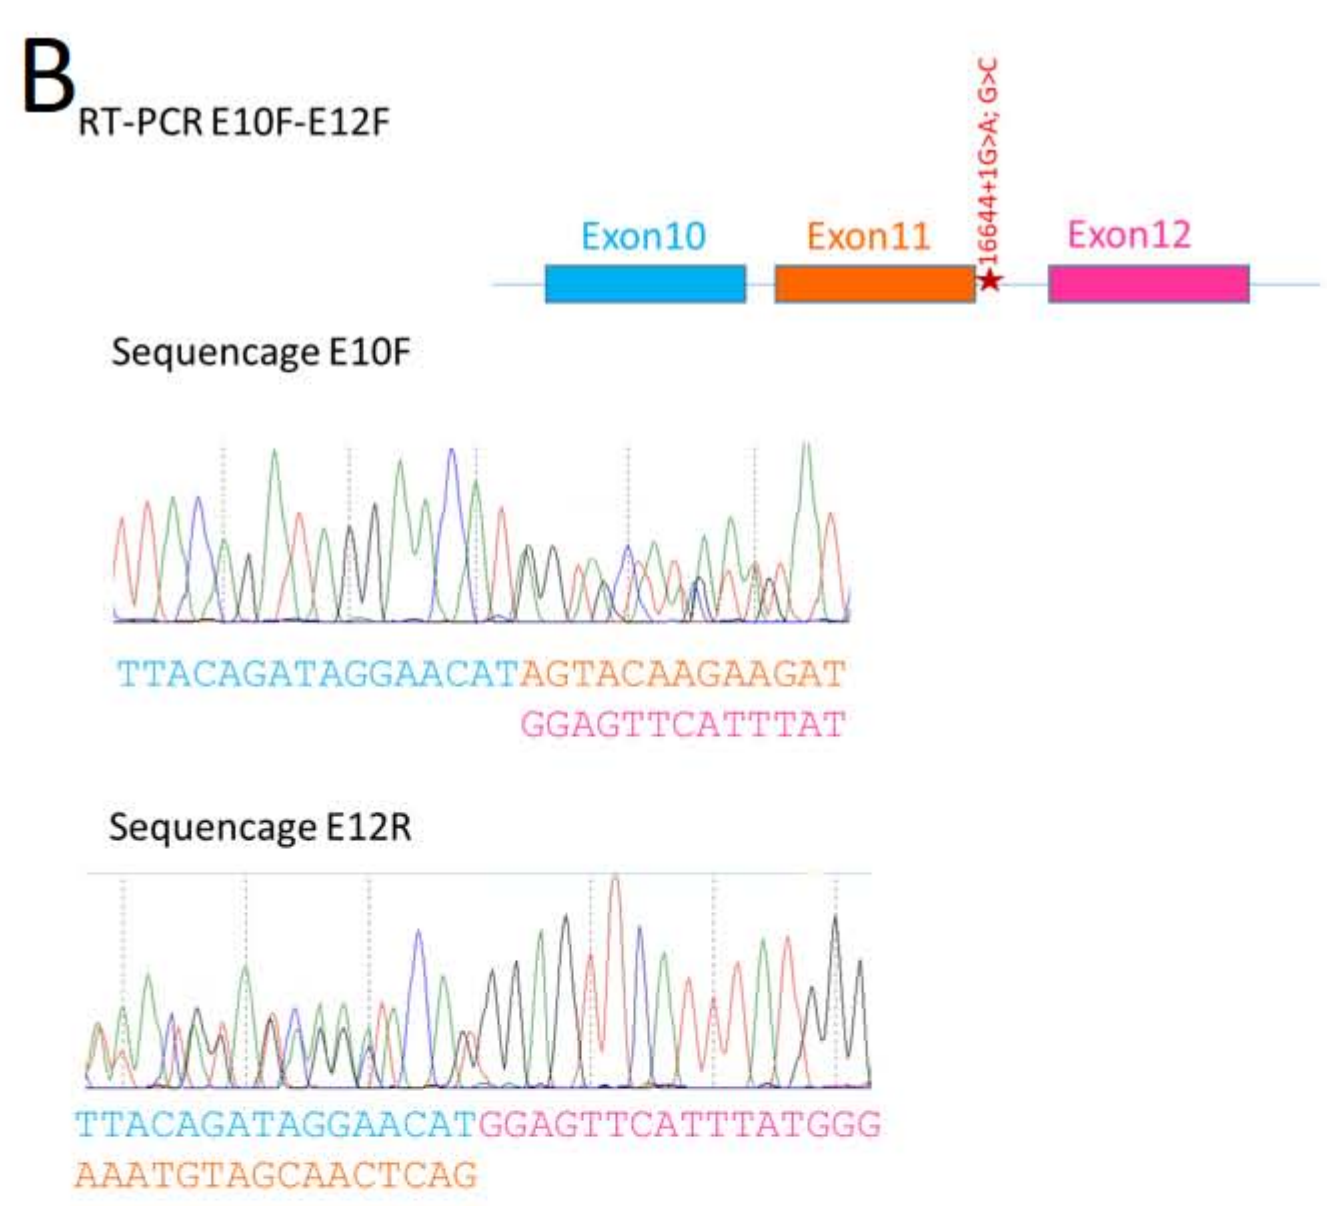 B
RT-PCR E10F-E12F
16644+1G>A; G>C
Exon10 Exon11 Exon12
Sequencage E10F
TTACAGATAGGAACATAGTACAAGAAGAT
GGAGTTCATTTAT
Sequencage E12R
TTACAGATAGGAACATGGAGTTCATTTATGGG
AAATGTAGCAACTCAG